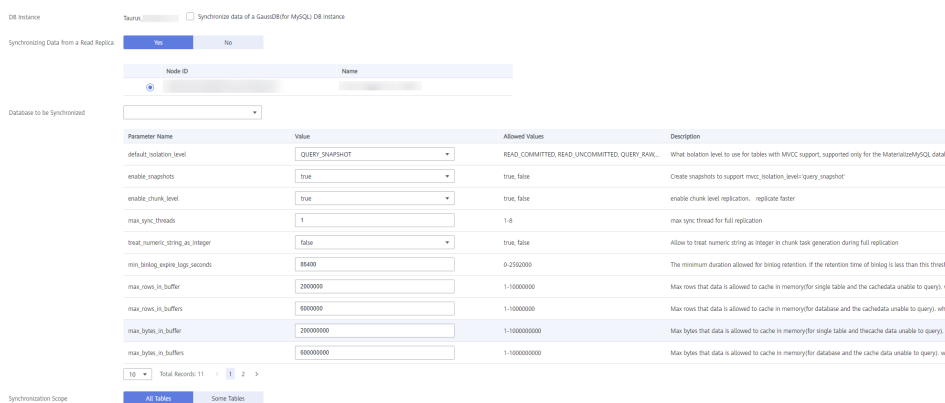 DB Instance Taurus_ Synchronize data of a GaussDB(for MySQL) DB Instance
Synchronizing Data from a Read Replica Yes No
Node ID Name
Database to be Synchronized
Parameter Name Value Allowed Values Description
default_isolation_level QUERY_SNAPSHOT READ_COMMITTED, READ_UNCOMMITTED, QUERY_RAW,... What isolation level to use for tables with MVCC support, supported only for the MaterializeMySQL datal
enable_snapshots true true, false Create snapshots to support mvcc_isolation_level='query_snapshot'
enable_chunk_level true true, false enable chunk level replication, replicate faster
max_sync_threads 1 1-8 max sync thread for full replication
treat_numeric_string_as_integer false true, false Allow to treat numeric string as integer in chunk task generation during full replication
min_binlog_expire_logs_seconds 86400 0-2592000 The minimum duration allowed for binlog retention. If the retention time of binlog is less than this thresh
max_rows_in_buffer 2000000 1-10000000 Max rows that data is allowed to cache in memory(for single table and the cachedata unable to query). w
max_rows_in_buffers 6000000 1-10000000 Max rows that data is allowed to cache in memory(for database and the cachedata unable to query). wh
max_bytes_in_buffer 200000000 1-1000000000 Max bytes that data is allowed to cache in memory(for single table and thecache data unable to query).
max_bytes_in_buffers 600000000 1-1000000000 Max bytes that data is allowed to cache in memory(for database and the cache data unable to query). w
10 Total Records: 11 < 1 2 >
Synchronization Scope All Tables Some Tables